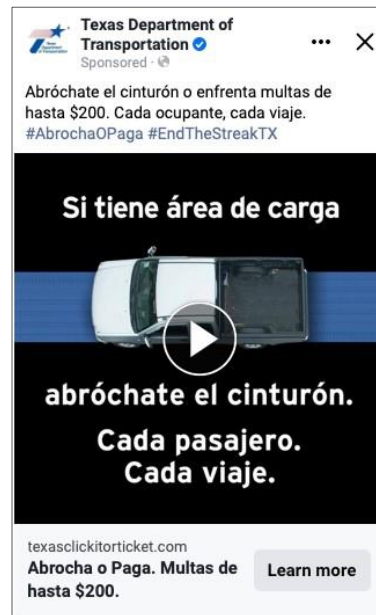 Texas Department of
Transportation
Sponsored ·
Abróchate el cinturón o enfrenta multas de
hasta $200. Cada ocupante, cada viaje.
#AbrochaOPaga #EndTheStreakTX
Si tiene área de carga
abróchate el cinturón.
Cada pasajero.
Cada viaje.
texasclickitorticket.com
Abrocha o Paga. Multas de
hasta $200.
Learn more